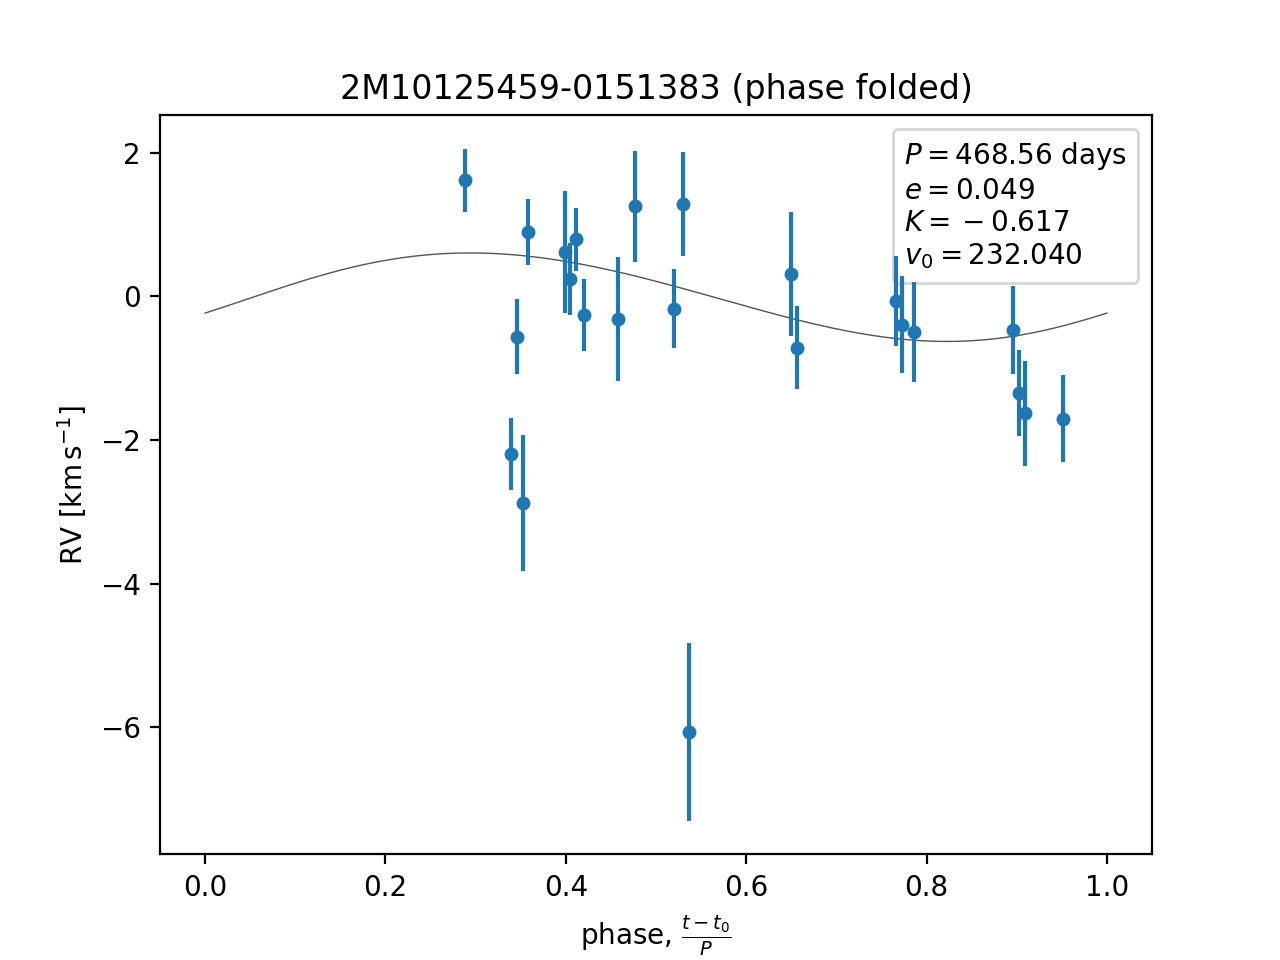 2M10125459-0151383 (phase folded)
P = 468.56 days
e = 0.049
K = −0.617
v₀ = 232.040
RV [km s⁻¹]
2
0
−2
−4
−6
0.0 0.2 0.4 0.6 0.8 1.0
phase, (t − t₀)/P